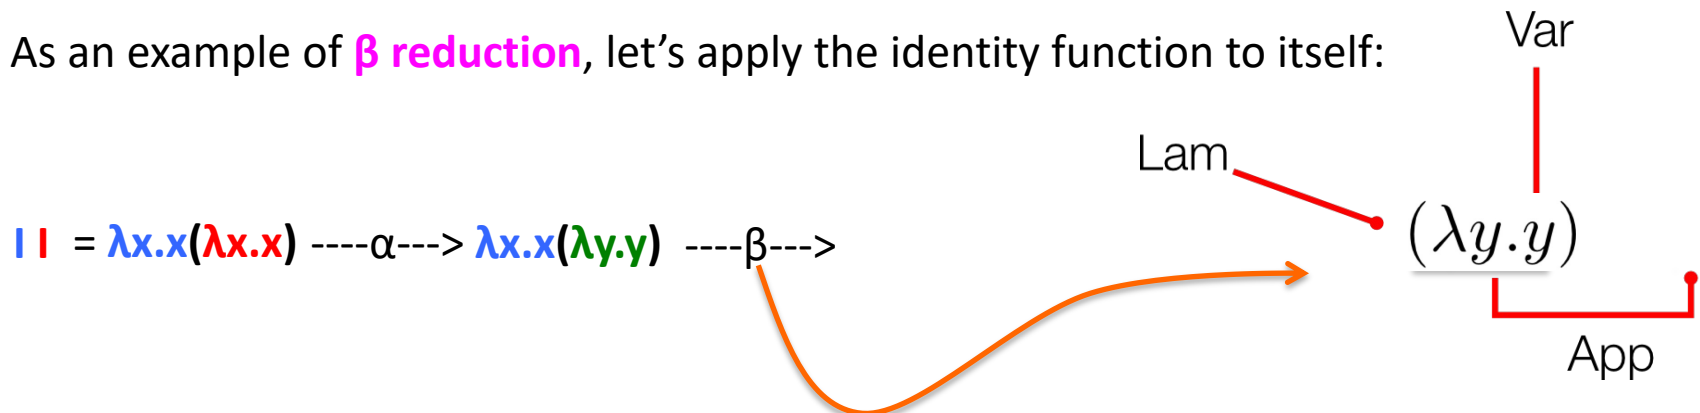 As an example of β reduction, let's apply the identity function to itself:
Var
Lam
I I = λx.x(λx.x) ----α---> λx.x(λy.y) ----β--->
(λy.y)
App